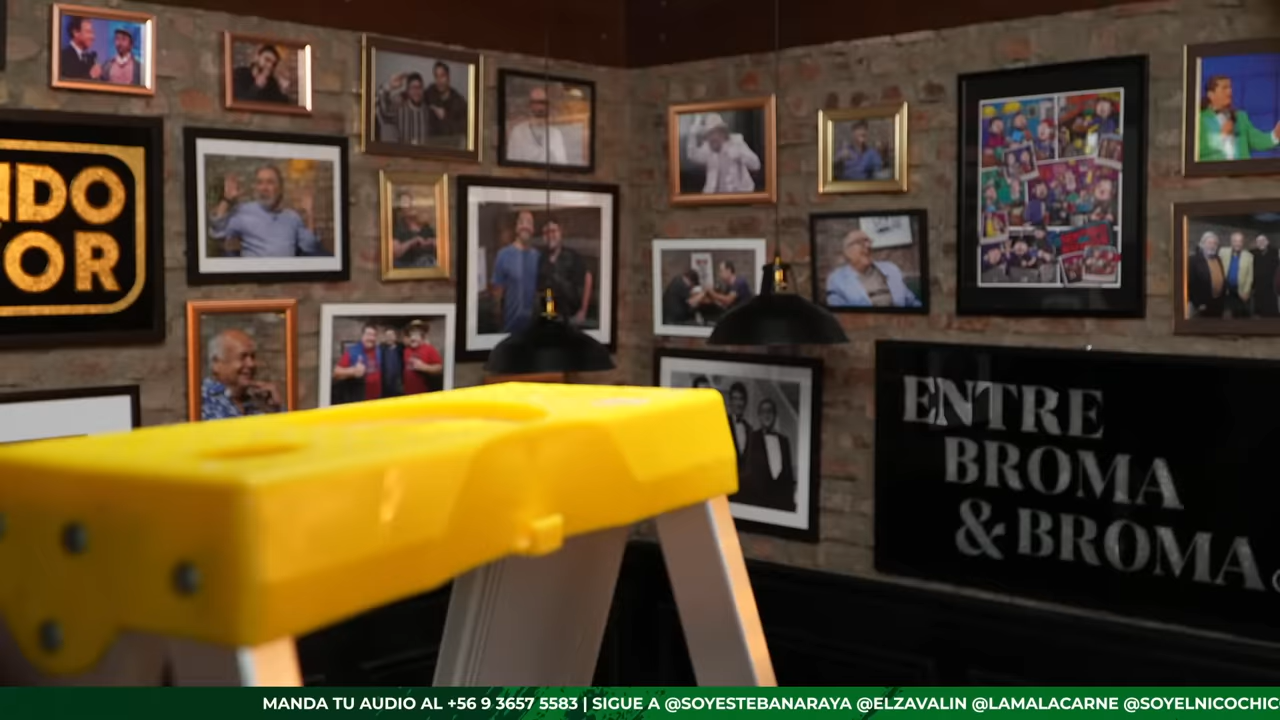 NDO
OR
ENTRE
BROMA
& BROMA
MANDA TU AUDIO AL +56 9 3657 5583 | SIGUE A @SOYESTEBANARAYA @ELZAVALIN @LAMALACARNE @SOYELNICOCHIC